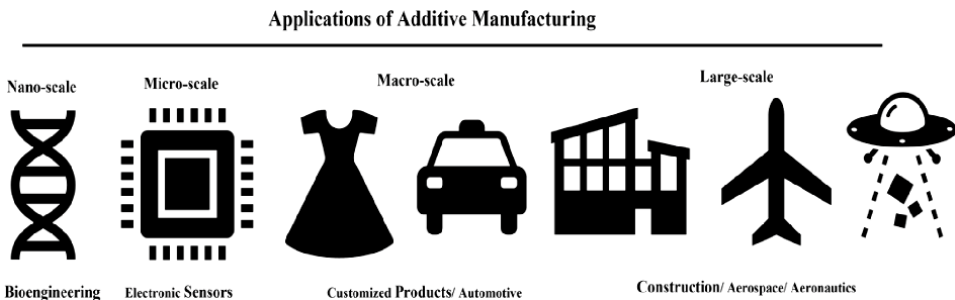 Applications of Additive Manufacturing
Nano-scale
Micro-scale
Macro-scale
Large-scale
Bioengineering
Electronic Sensors
Customized Products/ Automotive
Construction/ Aerospace/ Aeronautics